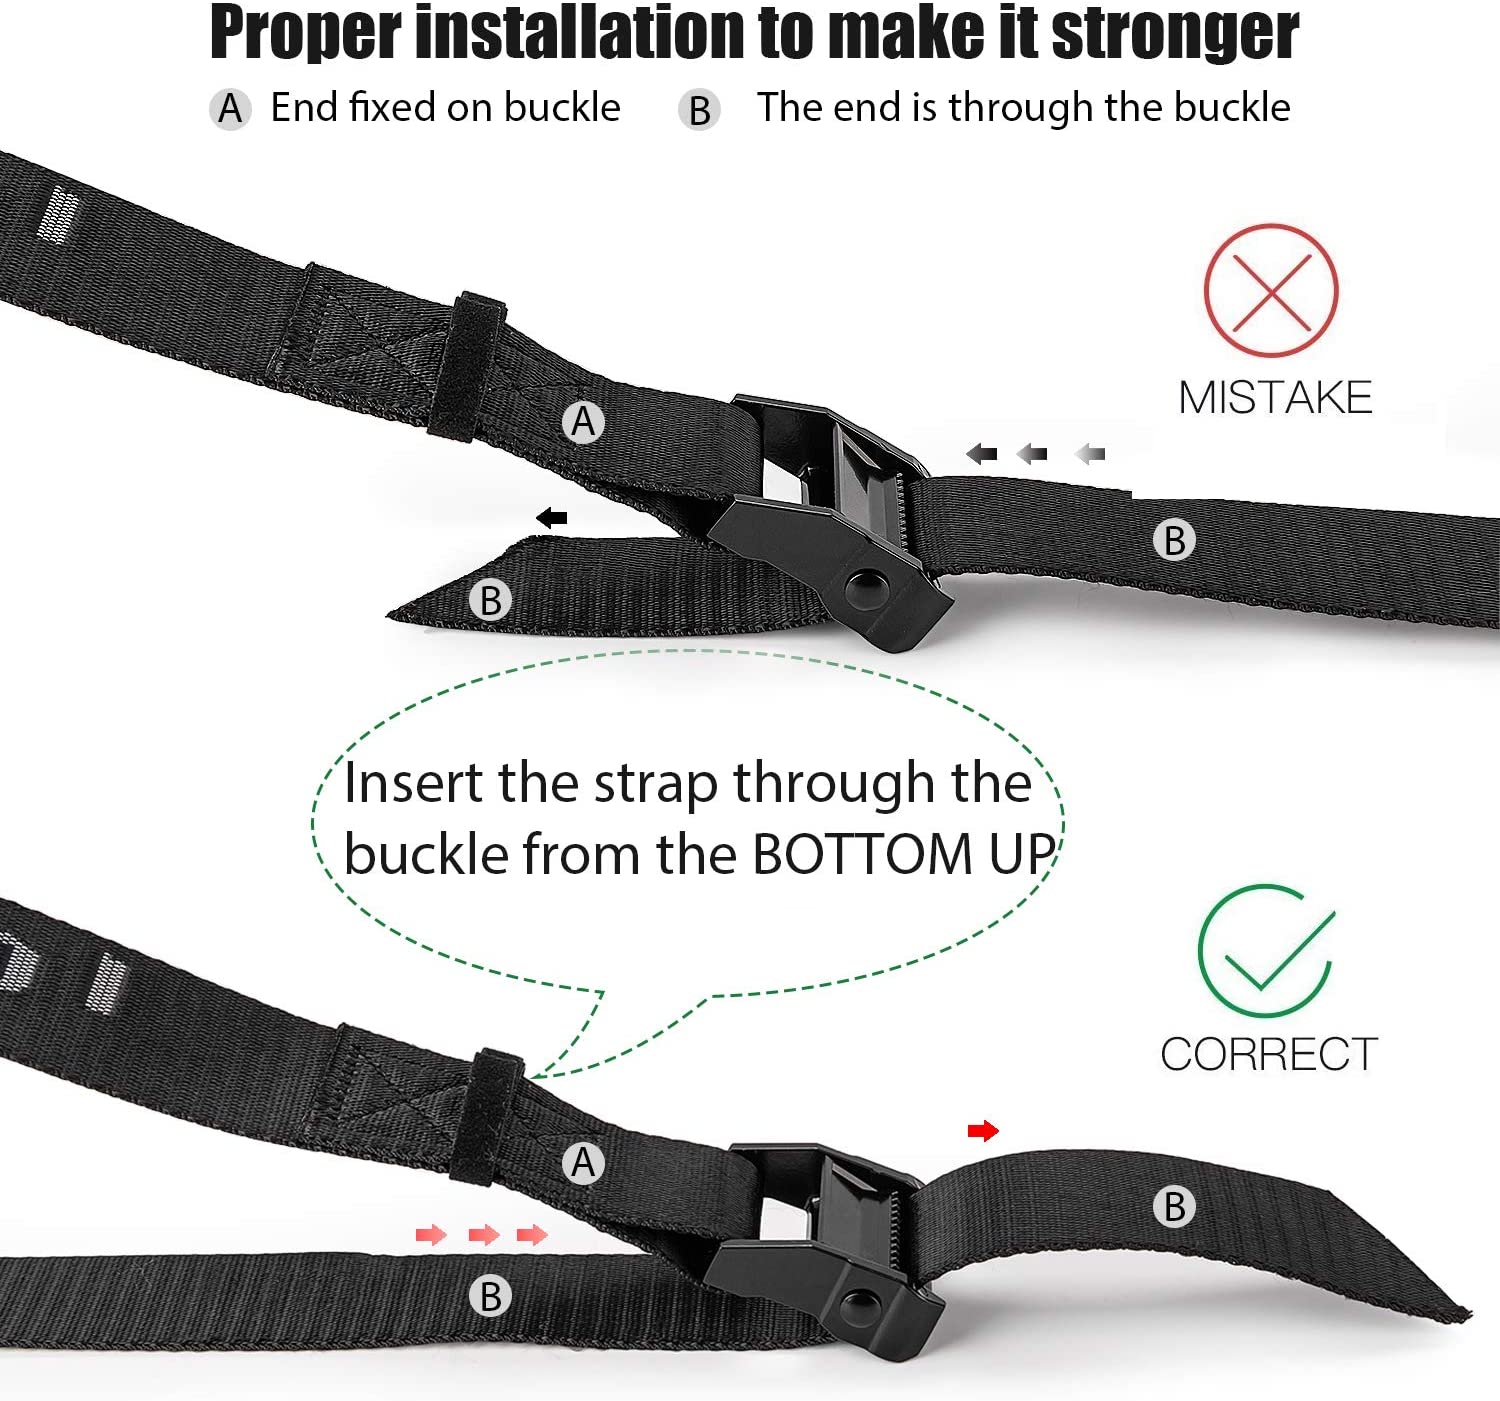 Proper installation to make it stronger
A End fixed on buckle B The end is through the buckle
MISTAKE
A
B
B
Insert the strap through the
buckle from the BOTTOM UP
CORRECT
A
B
B